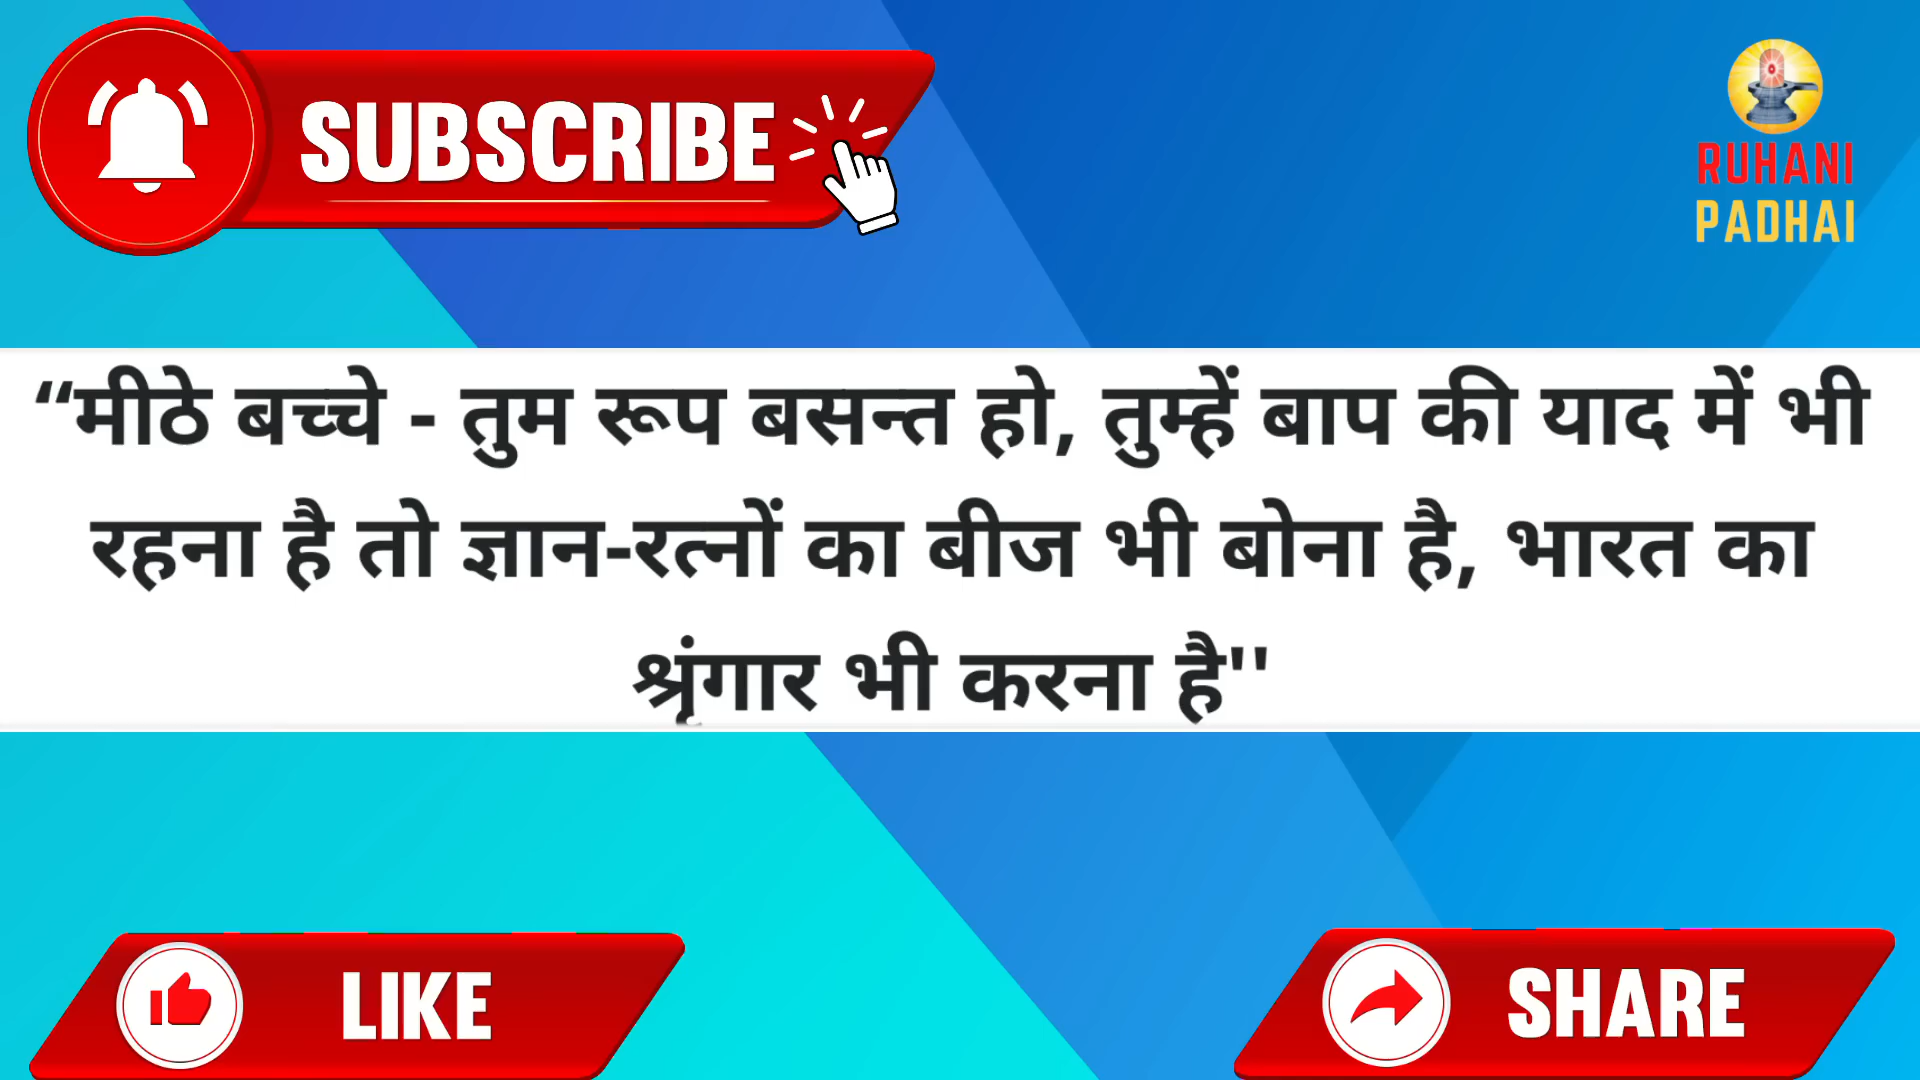 SUBSCRIBE
RUHANI
PADHAI
“मीठे बच्चे - तुम रूप बसन्त हो, तुम्हें बाप की याद में भी
रहना है तो ज्ञान-रत्नों का बीज भी बोना है, भारत का
श्रृंगार भी करना है''
LIKE
SHARE